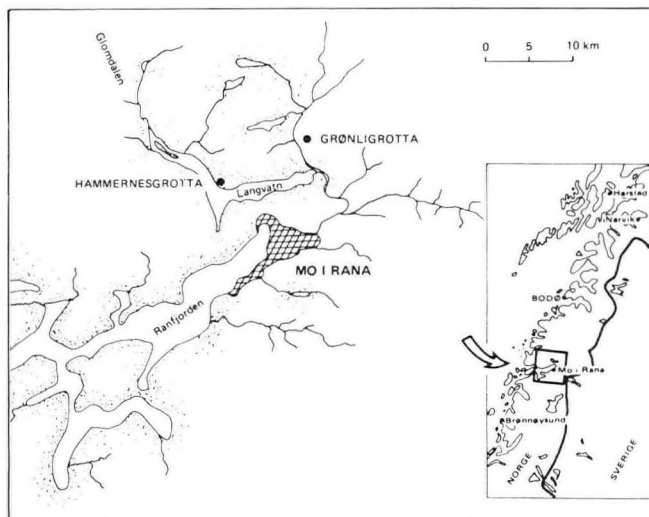 Glomdalen
0 5 10 km
GRØNLIGROTTA
HAMMERNESGROTTA
Langvatn
MO I RANA
Ranfjorden
Harstad
Narvik
BODØ
Mo i Rana
Brønnøysund
NORGE
SVERIGE